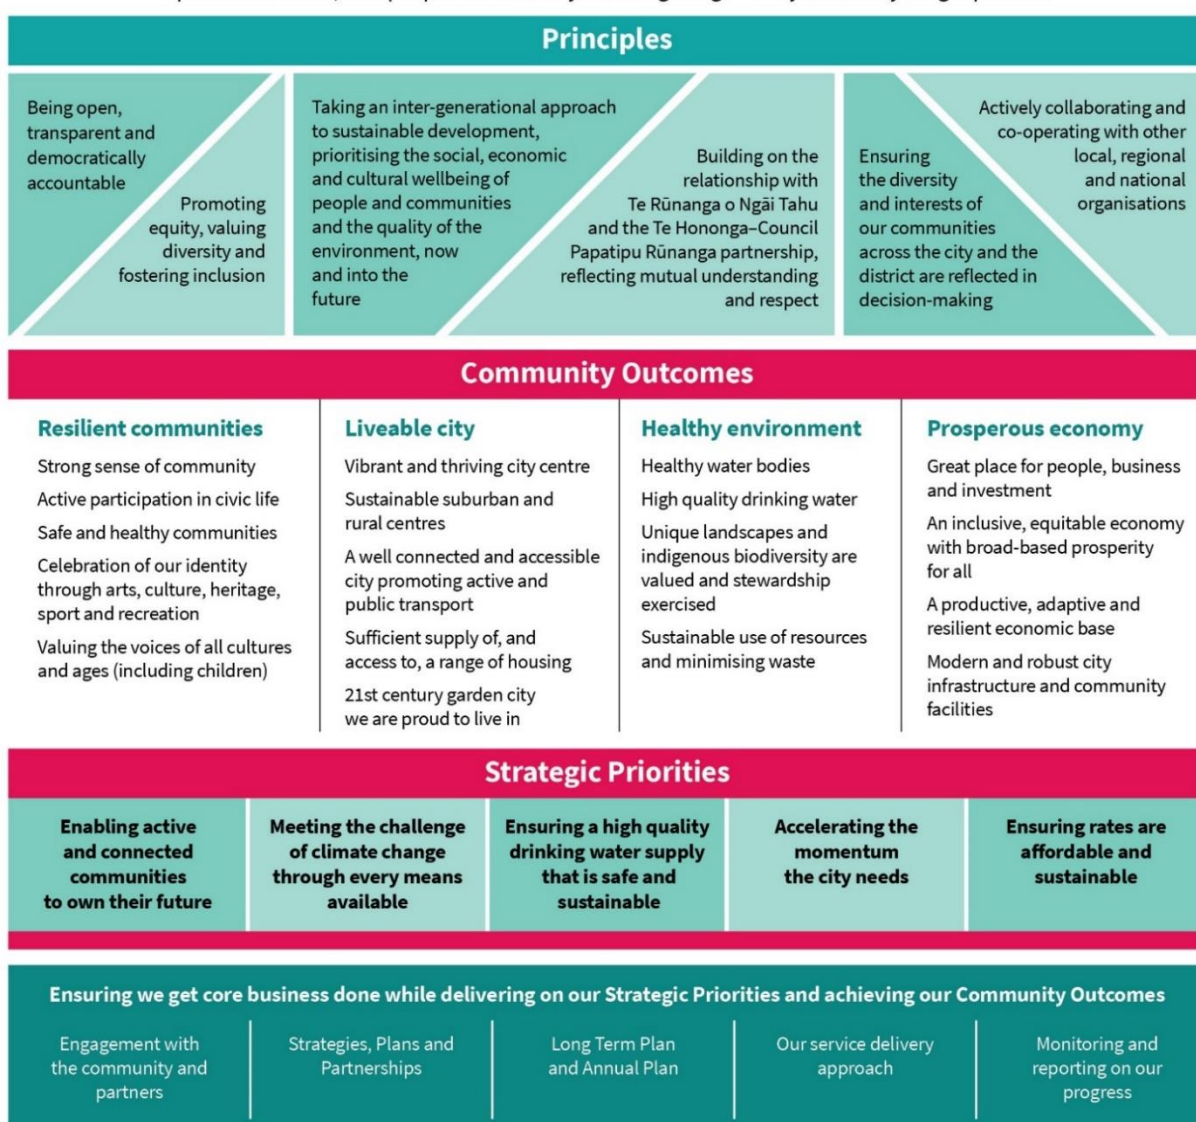 Principles
Being open,
transparent and
democratically
accountable
Promoting
equity, valuing
diversity and
fostering inclusion
Taking an inter-generational approach
to sustainable development,
prioritising the social, economic
and cultural wellbeing of
people and communities
and the quality of the
environment, now
and into the
future
Building on the
relationship with
Te Rūnanga o Ngāi Tahu
and the Te Hononga–Council
Papatipu Rūnanga partnership,
reflecting mutual understanding
and respect
Ensuring
the diversity
and interests of
our communities
across the city and the
district are reflected in
decision-making
Actively collaborating and
co-operating with other
local, regional
and national
organisations
Community Outcomes
Resilient communities
Strong sense of community
Active participation in civic life
Safe and healthy communities
Celebration of our identity
through arts, culture, heritage,
sport and recreation
Valuing the voices of all cultures
and ages (including children)
Liveable city
Vibrant and thriving city centre
Sustainable suburban and
rural centres
A well connected and accessible
city promoting active and
public transport
Sufficient supply of, and
access to, a range of housing
21st century garden city
we are proud to live in
Healthy environment
Healthy water bodies
High quality drinking water
Unique landscapes and
indigenous biodiversity are
valued and stewardship
exercised
Sustainable use of resources
and minimising waste
Prosperous economy
Great place for people, business
and investment
An inclusive, equitable economy
with broad-based prosperity
for all
A productive, adaptive and
resilient economic base
Modern and robust city
infrastructure and community
facilities
Strategic Priorities
Enabling active
and connected
communities
to own their future
Meeting the challenge
of climate change
through every means
available
Ensuring a high quality
drinking water supply
that is safe and
sustainable
Accelerating the
momentum
the city needs
Ensuring rates are
affordable and
sustainable
Ensuring we get core business done while delivering on our Strategic Priorities and achieving our Community Outcomes
Engagement with
the community and
partners
Strategies, Plans and
Partnerships
Long Term Plan
and Annual Plan
Our service delivery
approach
Monitoring and
reporting on our
progress